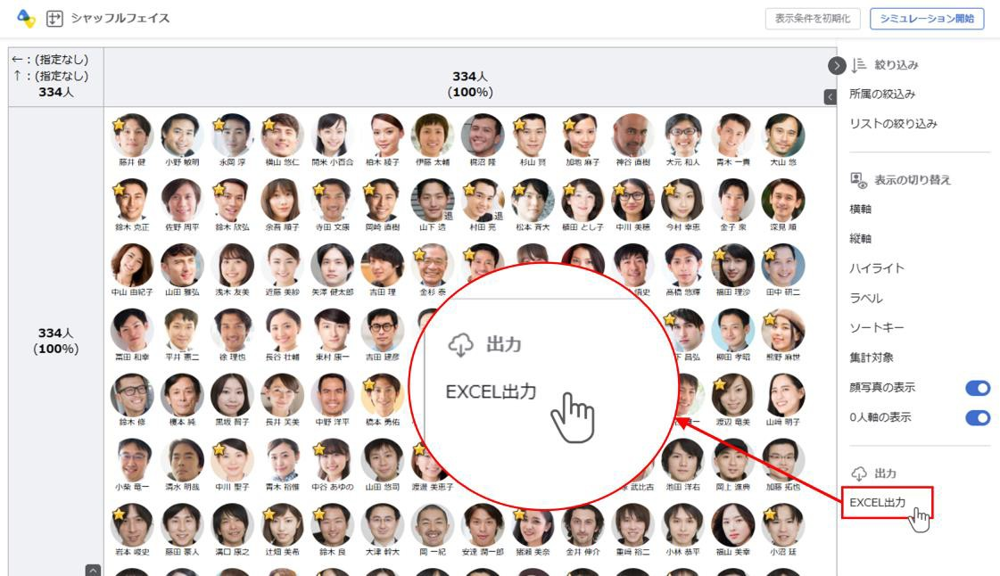 シャッフルフェイス
表示条件を初期化
シミュレーション開始
←：(指定なし)
↑：(指定なし)
334人
334人
(100%)
334人
(100%)
藤井 健 小野 敏明 永岡 淳 横山 悠仁 開米 小百合 柏木 綾子 伊藤 太輔 梶沼 隆 杉山 賢 加地 麻子 神谷 直樹 大元 和人 青木 一貴 大山 悠
鈴木 克正 佐野 周平 鈴木 欣弘 余吾 順子 寺田 文康 岡崎 直樹 山下 透 退 村田 亮 退 松本 斉大 植田 とし子 中川 美穂 今村 幸恵 金子 泉 深見 順
中山 由紀子 山田 雅弘 浅木 友美 近藤 美紗 矢澤 健太郎 吉田 理 金杉 泰 悟史 高橋 悠輝 福田 理沙 田中 研二
冨田 和幸 平井 憲二 徐 理也 長谷 壮輔 東村 康一 吉田 建彦 下 昌弘 柳田 孝昭 熊野 麻世
鈴木 修 榎本 純 黒坂 智子 長井 芙美 中野 洋平 橋本 勇佑 一 渡辺 竜美 山﨑 明子
小柴 竜一 清水 明哉 中川 聖子 青木 裕惟 中谷 あゆの 山田 悠司 渡邉 美恵子 武比古 池田 洋右 岡上 進典 加藤 拓也
岩本 峻史 藤田 豪人 溝口 康之 辻畑 美希 鈴木 良 大津 幹大 岡 一紀 安達 潤一郎 猪瀬 美奈 金井 伸介 重崎 裕二 小林 恭平 福山 美幸 小沼 廷
出力
EXCEL出力
絞り込み
所属の絞込み
リストの絞り込み
表示の切り替え
横軸
縦軸
ハイライト
ラベル
ソートキー
集計対象
顔写真の表示
0人軸の表示
出力
EXCEL出力